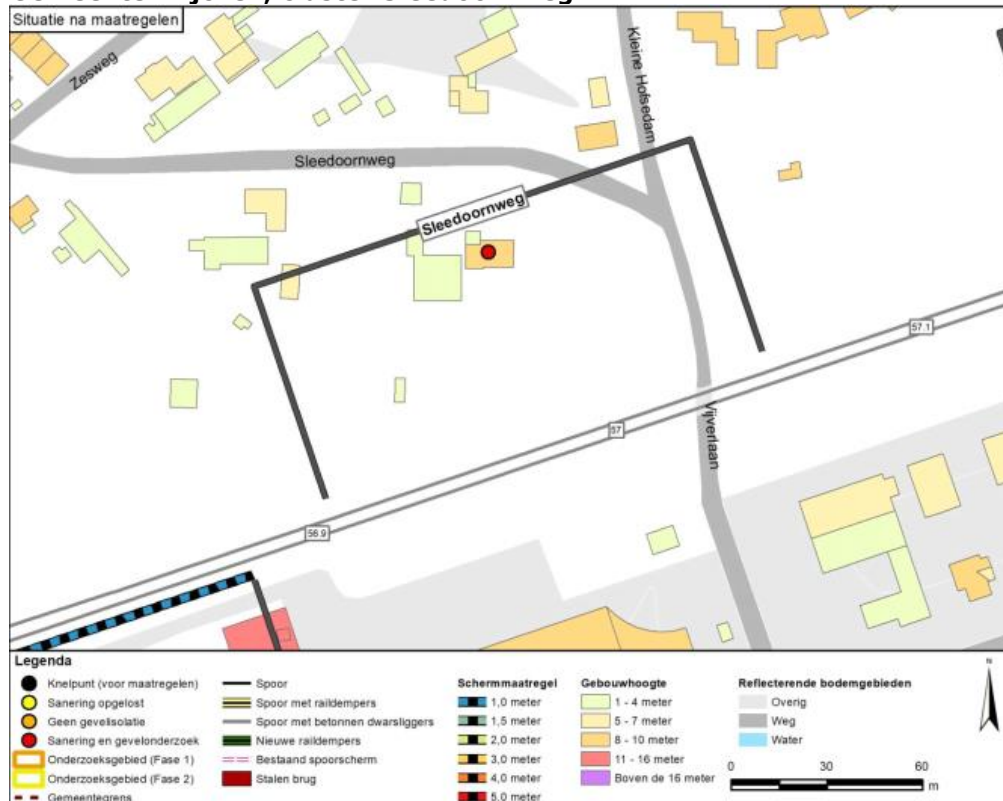 Situatie na maatregelen
Zesweg
Kleine Hofsedam
Sleedoornweg
Sleedoornweg
57.1
57
Vijverlaan
56.9
Legenda
Knelpunt (voor maatregelen)
Sanering opgelost
Geen gevelisolatie
Sanering en gevelonderzoek
Onderzoeksgebied (Fase 1)
Onderzoeksgebied (Fase 2)
Gemeentegrens
Spoor
Spoor met raildempers
Spoor met betonnen dwarsliggers
Nieuwe raildempers
Bestaand spoorscherm
Stalen brug
Schermmaatregel
1,0 meter
1,5 meter
2,0 meter
3,0 meter
4,0 meter
5,0 meter
Gebouwhoogte
1 - 4 meter
5 - 7 meter
8 - 10 meter
11 - 16 meter
Boven de 16 meter
Reflecterende bodemgebieden
Overig
Weg
Water
N
0 30 60
m